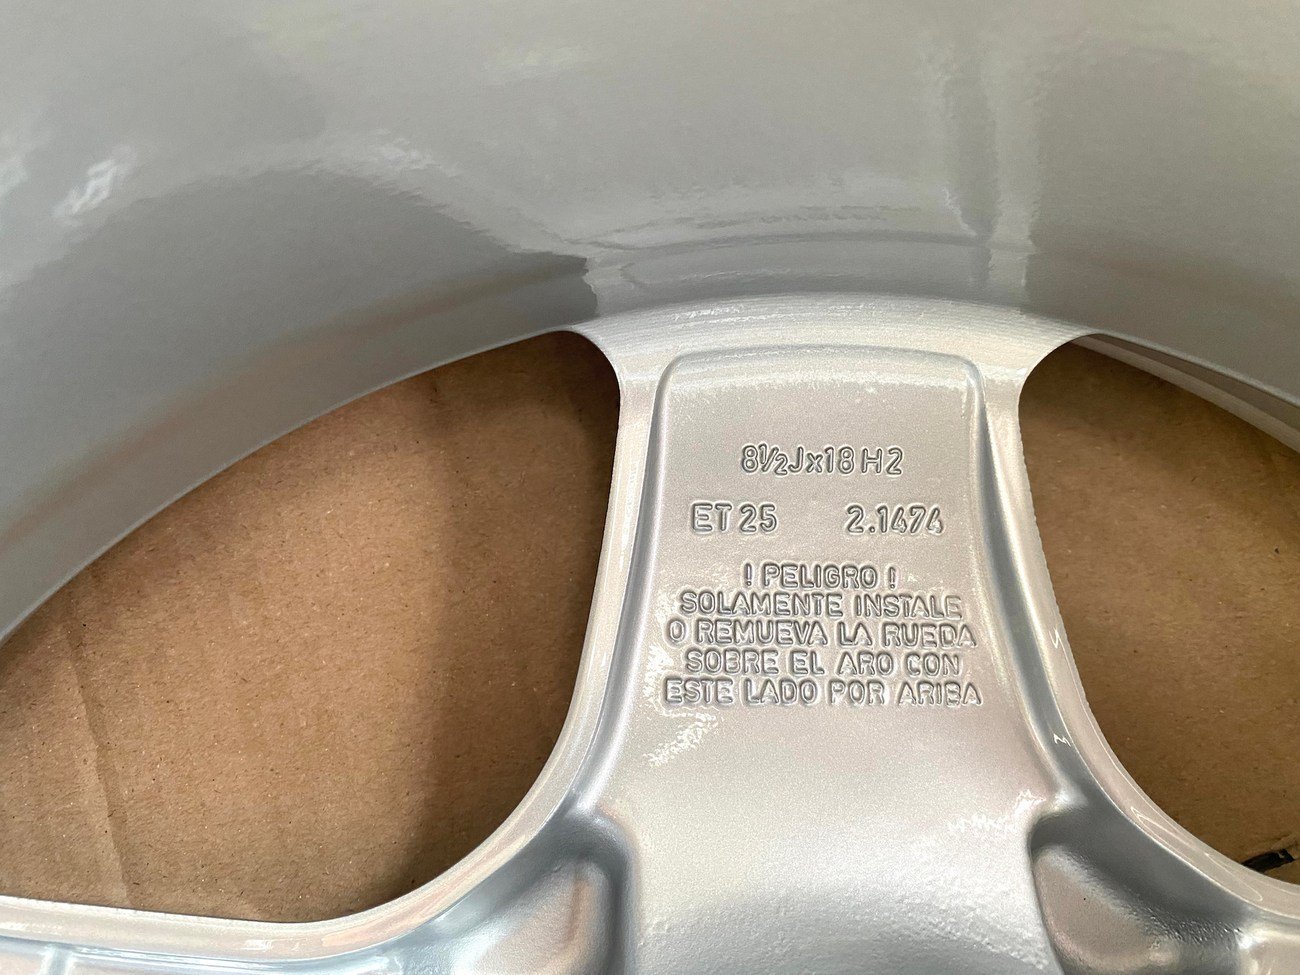 8½Jx18 H2
ET 25 2.1474
! PELIGRO !
SOLAMENTE INSTALE
O REMUEVA LA RUEDA
SOBRE EL ARO CON
ESTE LADO POR ARIBA